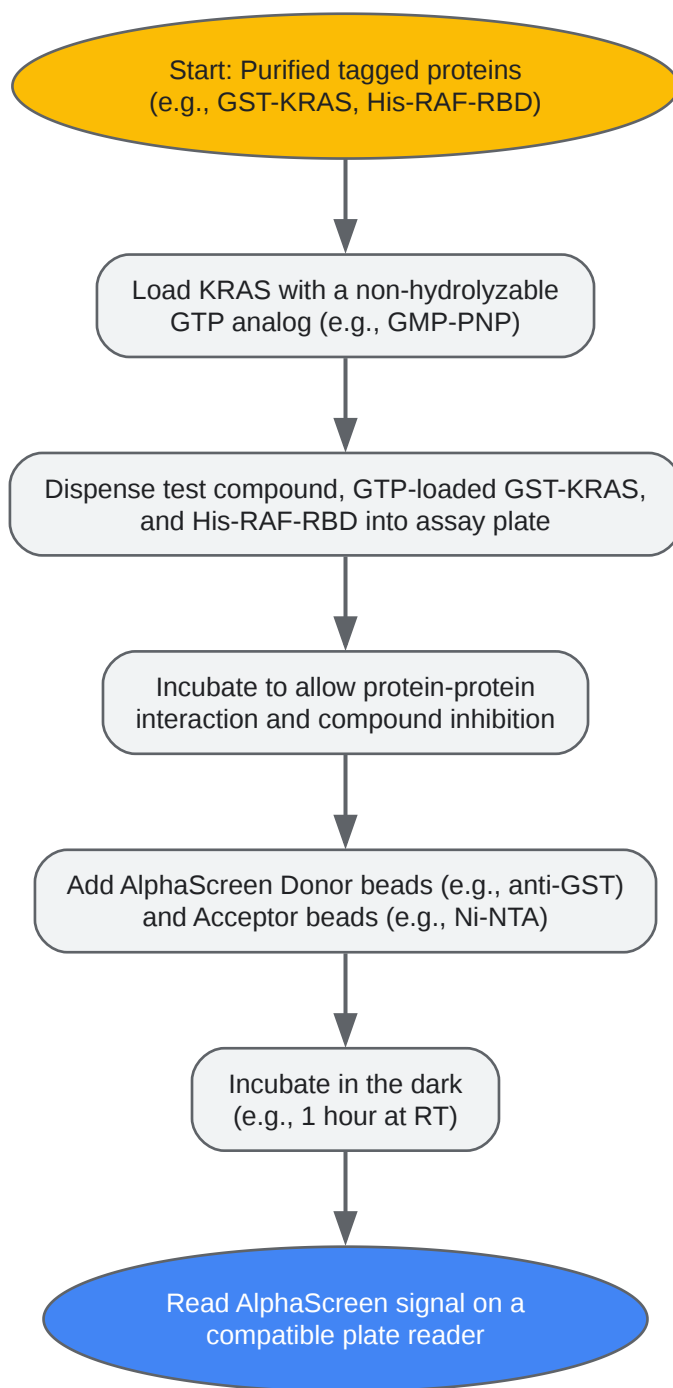 Start: Purified tagged proteins
(e.g., GST-KRAS, His-RAF-RBD)
Load KRAS with a non-hydrolyzable
GTP analog (e.g., GMP-PNP)
Dispense test compound, GTP-loaded GST-KRAS,
and His-RAF-RBD into assay plate
Incubate to allow protein-protein
interaction and compound inhibition
Add AlphaScreen Donor beads (e.g., anti-GST)
and Acceptor beads (e.g., Ni-NTA)
Incubate in the dark
(e.g., 1 hour at RT)
Read AlphaScreen signal on a
compatible plate reader